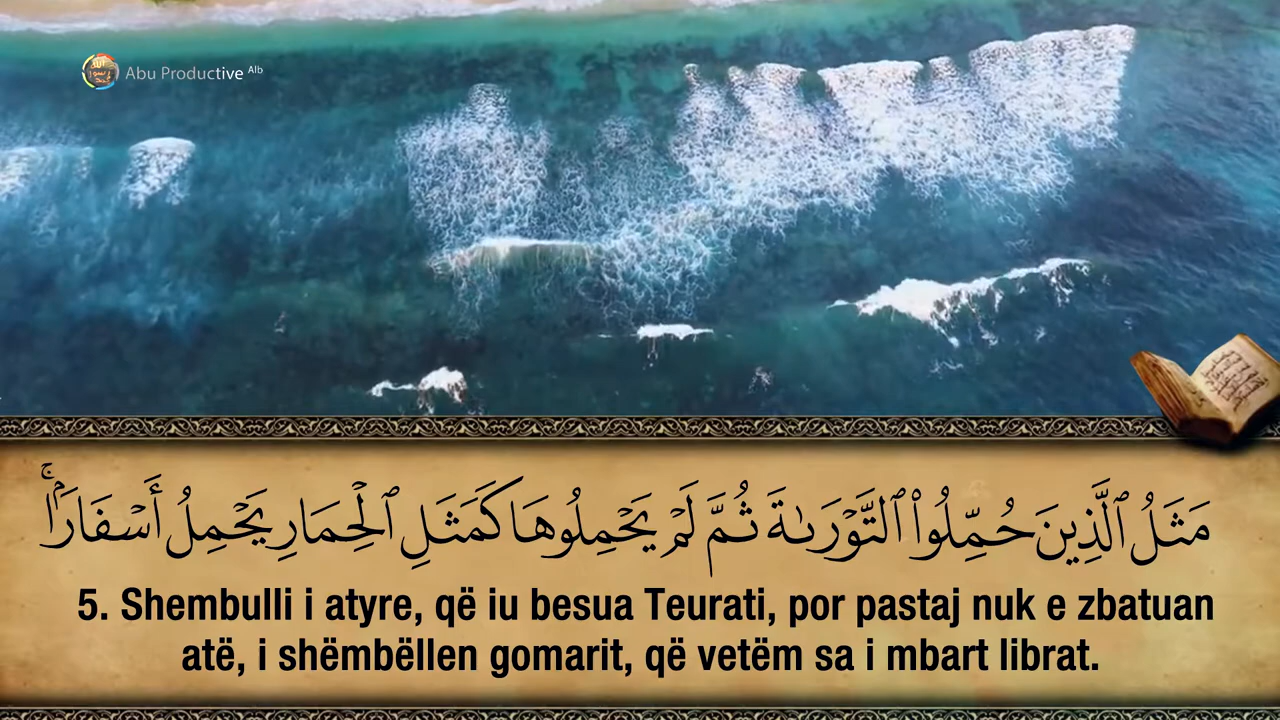 Abu Productive Alb
مَثَلُ ٱلَّذِينَ حُمِّلُوا۟ ٱلتَّوْرَىٰةَ ثُمَّ لَمْ يَحْمِلُوهَا كَمَثَلِ ٱلْحِمَارِ يَحْمِلُ أَسْفَارًۢا ۚ
5. Shembulli i atyre, që iu besua Teurati, por pastaj nuk e zbatuan
atë, i shëmbëllen gomarit, që vetëm sa i mbart librat.